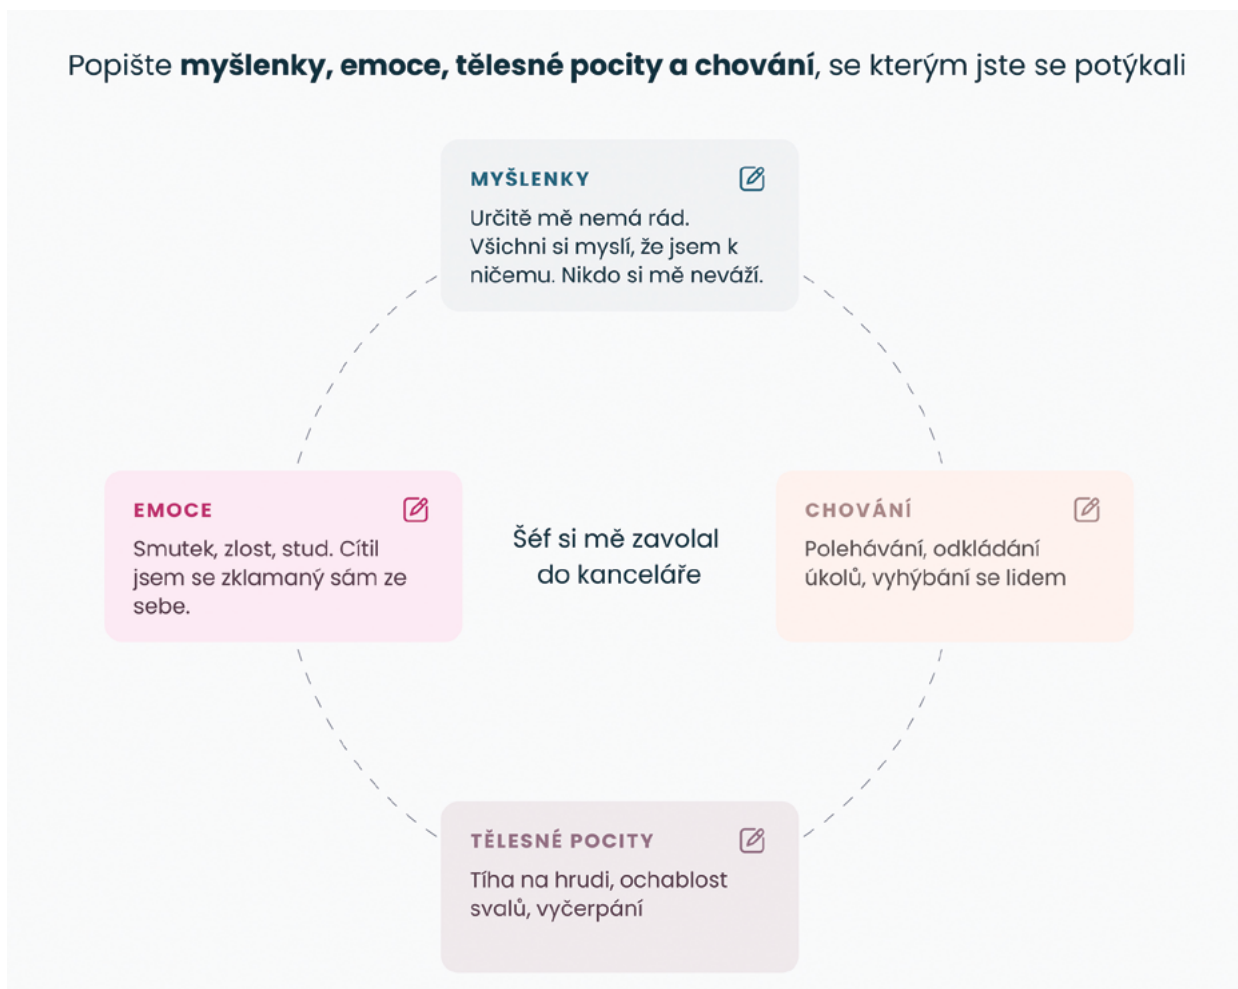 Popište myšlenky, emoce, tělesné pocity a chování, se kterým jste se potýkali
MYŠLENKY
Určitě mě nemá rád.
Všichni si myslí, že jsem k
ničemu. Nikdo si mě neváží.
EMOCE
Smutek, zlost, stud. Cítil
jsem se zklamaný sám ze
sebe.
Šéf si mě zavolal
do kanceláře
CHOVÁNÍ
Polehávání, odkládání
úkolů, vyhýbání se lidem
TĚLESNÉ POCITY
Tíha na hrudi, ochablost
svalů, vyčerpání